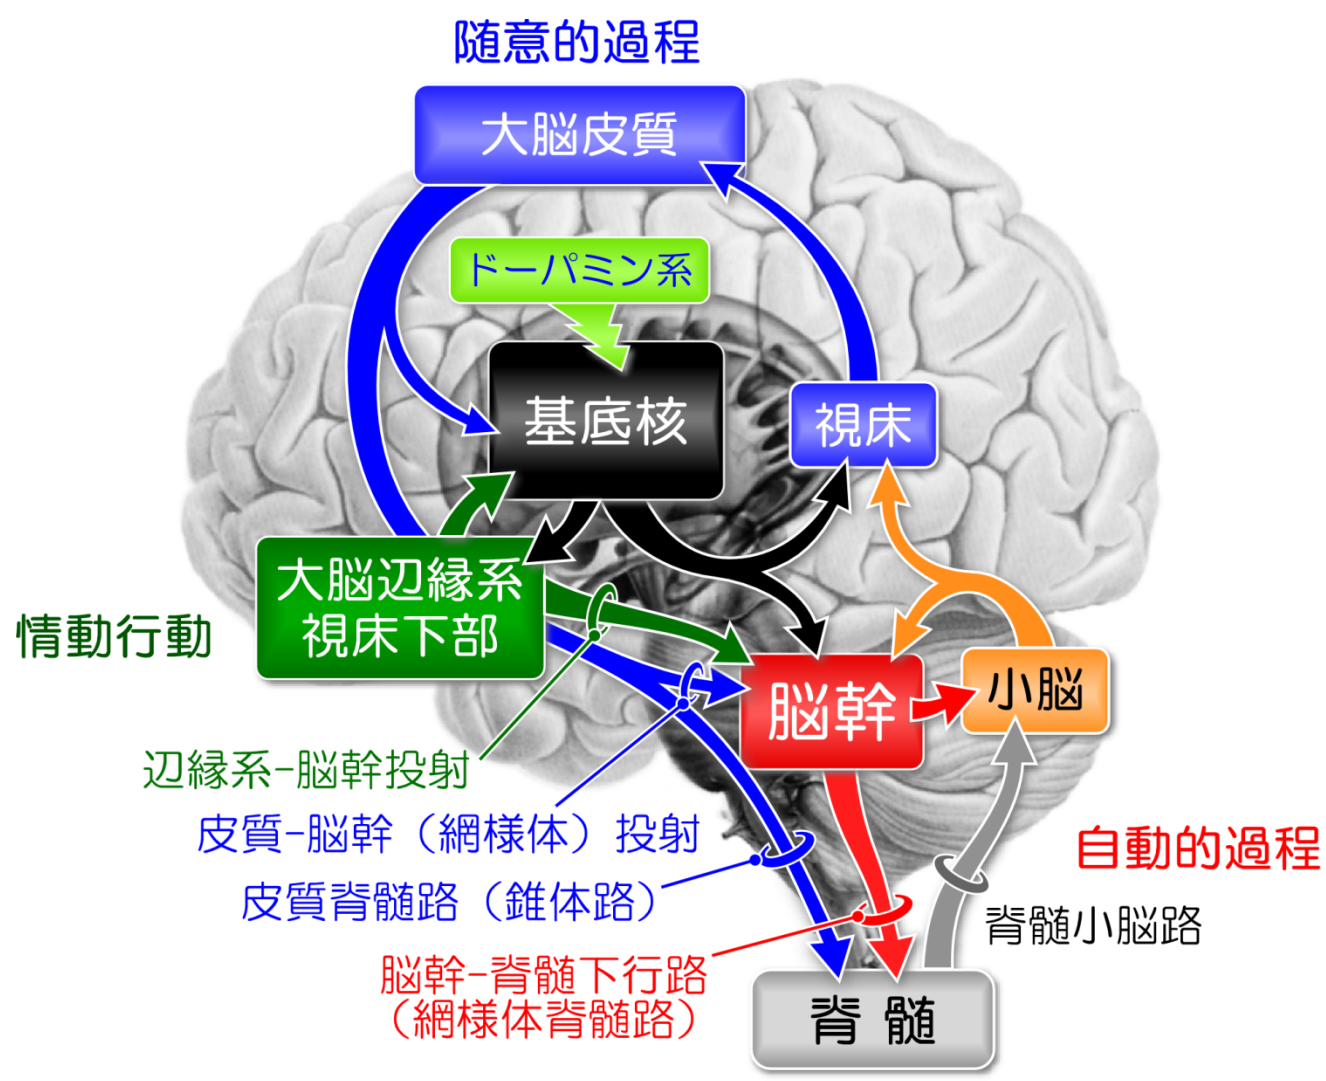 随意的過程
大脳皮質
ドーパミン系
基底核
視床
大脳辺縁系
視床下部
情動行動
脳幹
小脳
辺縁系-脳幹投射
皮質-脳幹（網様体）投射
自動的過程
皮質脊髄路（錐体路）
脊髄小脳路
脳幹-脊髄下行路
（網様体脊髄路）
脊髄